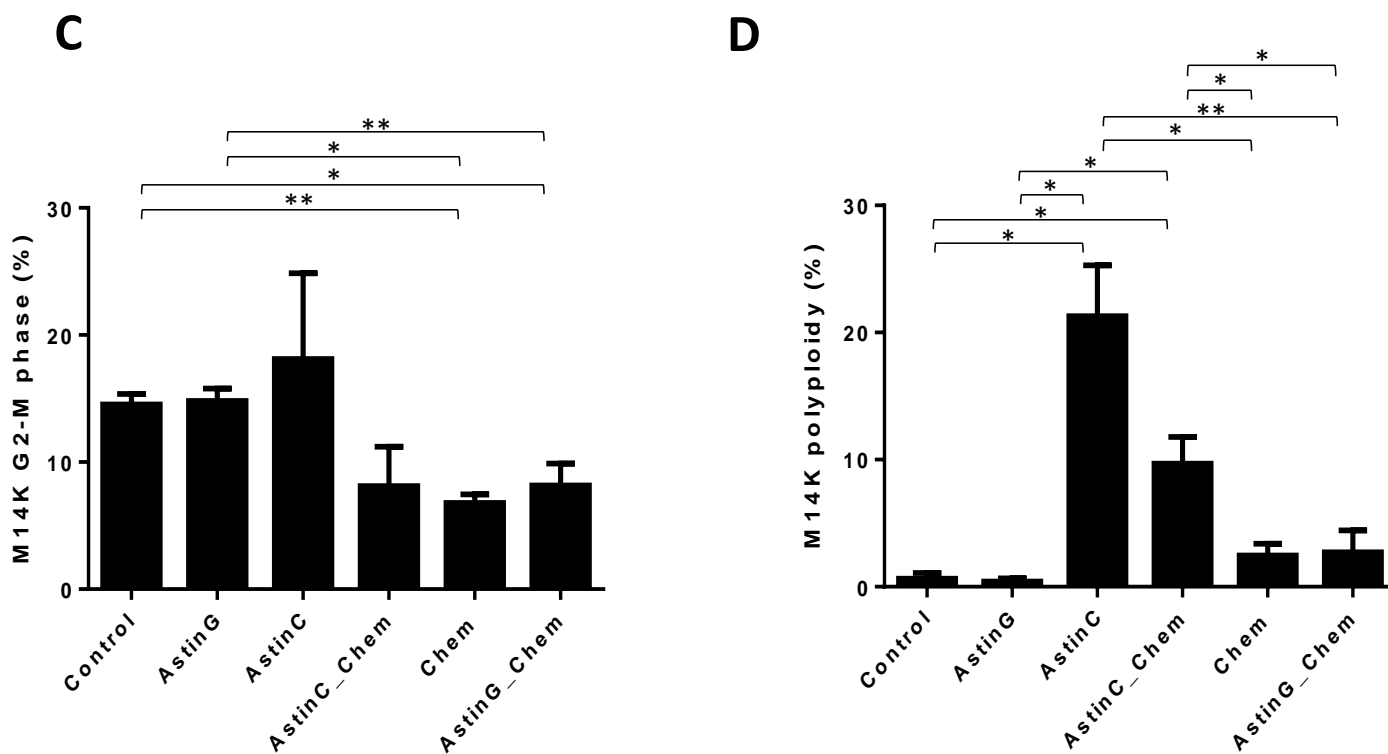 C
**
*
*
**
30
20
10
0
M14K G2-M phase (%)
Control
AstinG
AstinC
AstinC_Chem
Chem
AstinG_Chem
D
*
*
**
*
*
*
*
*
30
20
10
0
M14K polyploidy (%)
Control
AstinG
AstinC
AstinC_Chem
Chem
AstinG_Chem